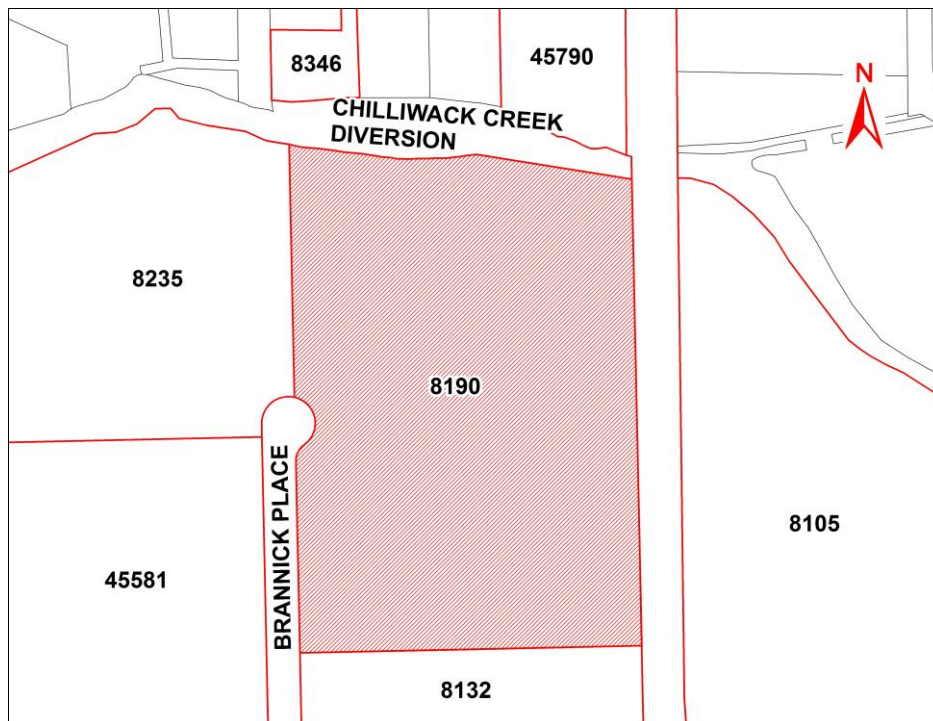 8346
45790
N
CHILLIWACK CREEK
DIVERSION
8235
8190
BRANNICK PLACE
8105
45581
8132